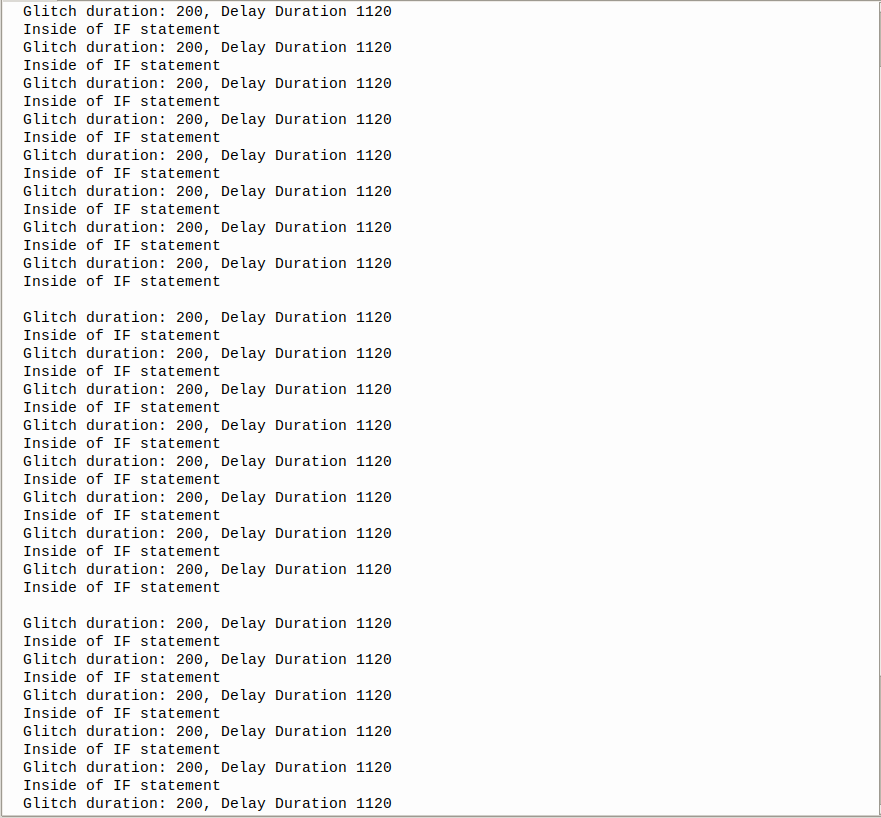 Glitch duration: 200, Delay Duration 1120
Inside of IF statement
Glitch duration: 200, Delay Duration 1120
Inside of IF statement
Glitch duration: 200, Delay Duration 1120
Inside of IF statement
Glitch duration: 200, Delay Duration 1120
Inside of IF statement
Glitch duration: 200, Delay Duration 1120
Inside of IF statement
Glitch duration: 200, Delay Duration 1120
Inside of IF statement
Glitch duration: 200, Delay Duration 1120
Inside of IF statement
Glitch duration: 200, Delay Duration 1120
Inside of IF statement

Glitch duration: 200, Delay Duration 1120
Inside of IF statement
Glitch duration: 200, Delay Duration 1120
Inside of IF statement
Glitch duration: 200, Delay Duration 1120
Inside of IF statement
Glitch duration: 200, Delay Duration 1120
Inside of IF statement
Glitch duration: 200, Delay Duration 1120
Inside of IF statement
Glitch duration: 200, Delay Duration 1120
Inside of IF statement
Glitch duration: 200, Delay Duration 1120
Inside of IF statement
Glitch duration: 200, Delay Duration 1120
Inside of IF statement

Glitch duration: 200, Delay Duration 1120
Inside of IF statement
Glitch duration: 200, Delay Duration 1120
Inside of IF statement
Glitch duration: 200, Delay Duration 1120
Inside of IF statement
Glitch duration: 200, Delay Duration 1120
Inside of IF statement
Glitch duration: 200, Delay Duration 1120
Inside of IF statement
Glitch duration: 200, Delay Duration 1120